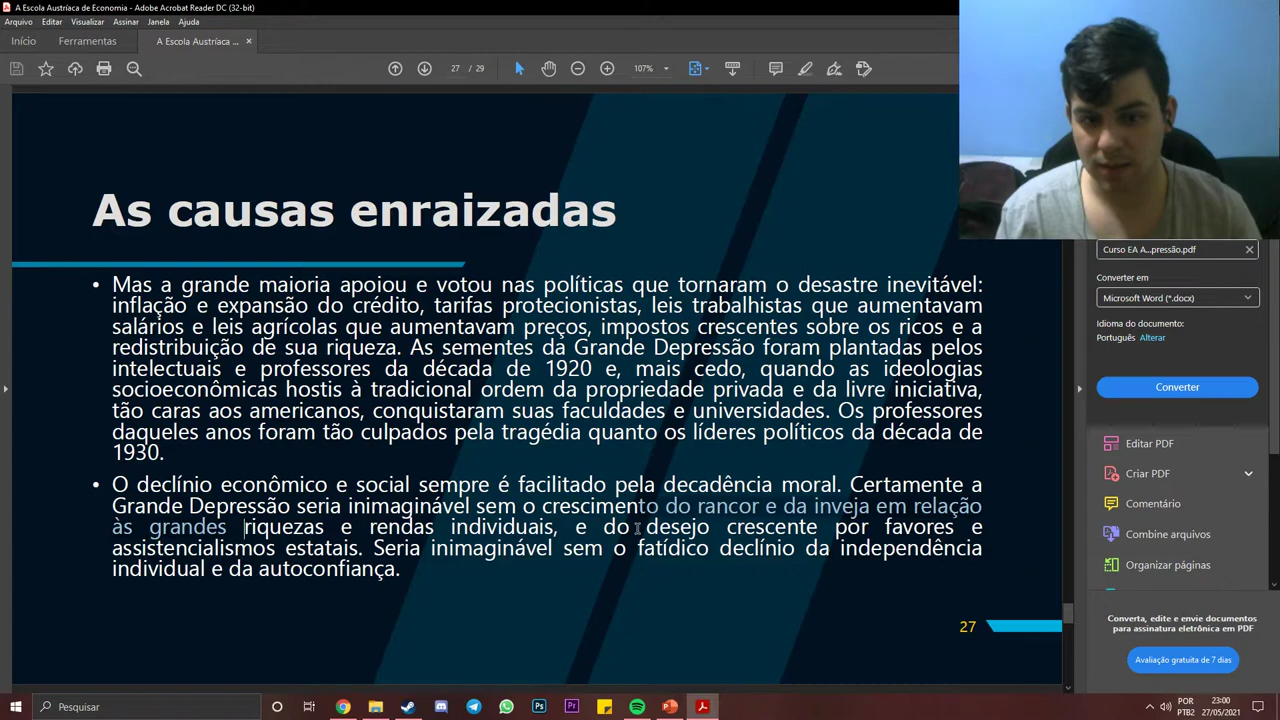 A Escola Austríaca de Economia - Adobe Acrobat Reader DC (32-bit)
Arquivo Editar Visualizar Assinar Janela Ajuda
Início Ferramentas A Escola Austríaca ... ×
27 / 29 107%
As causas enraizadas
• Mas a grande maioria apoiou e votou nas políticas que tornaram o desastre inevitável:
inflação e expansão do crédito, tarifas protecionistas, leis trabalhistas que aumentavam
salários e leis agrícolas que aumentavam preços, impostos crescentes sobre os ricos e a
redistribuição de sua riqueza. As sementes da Grande Depressão foram plantadas pelos
intelectuais e professores da década de 1920 e, mais cedo, quando as ideologias
socioeconômicas hostis à tradicional ordem da propriedade privada e da livre iniciativa,
tão caras aos americanos, conquistaram suas faculdades e universidades. Os professores
daqueles anos foram tão culpados pela tragédia quanto os líderes políticos da década de
1930.
• O declínio econômico e social sempre é facilitado pela decadência moral. Certamente a
Grande Depressão seria inimaginável sem o crescimento do rancor e da inveja em relação
às grandes riquezas e rendas individuais, e do desejo crescente por favores e
assistencialismos estatais. Seria inimaginável sem o fatídico declínio da independência
individual e da autoconfiança.
27
Curso EA A...pressão.pdf
Converter em
Microsoft Word (*.docx)
Idioma do documento:
Português Alterar
Converter
Editar PDF
Criar PDF
Comentário
Combine arquivos
Organizar páginas
Converta, edite e envie documentos
para assinatura eletrônica em PDF
Avaliação gratuita de 7 dias
Pesquisar
Ps
Pr
POR
PTB2
23:00
27/05/2021